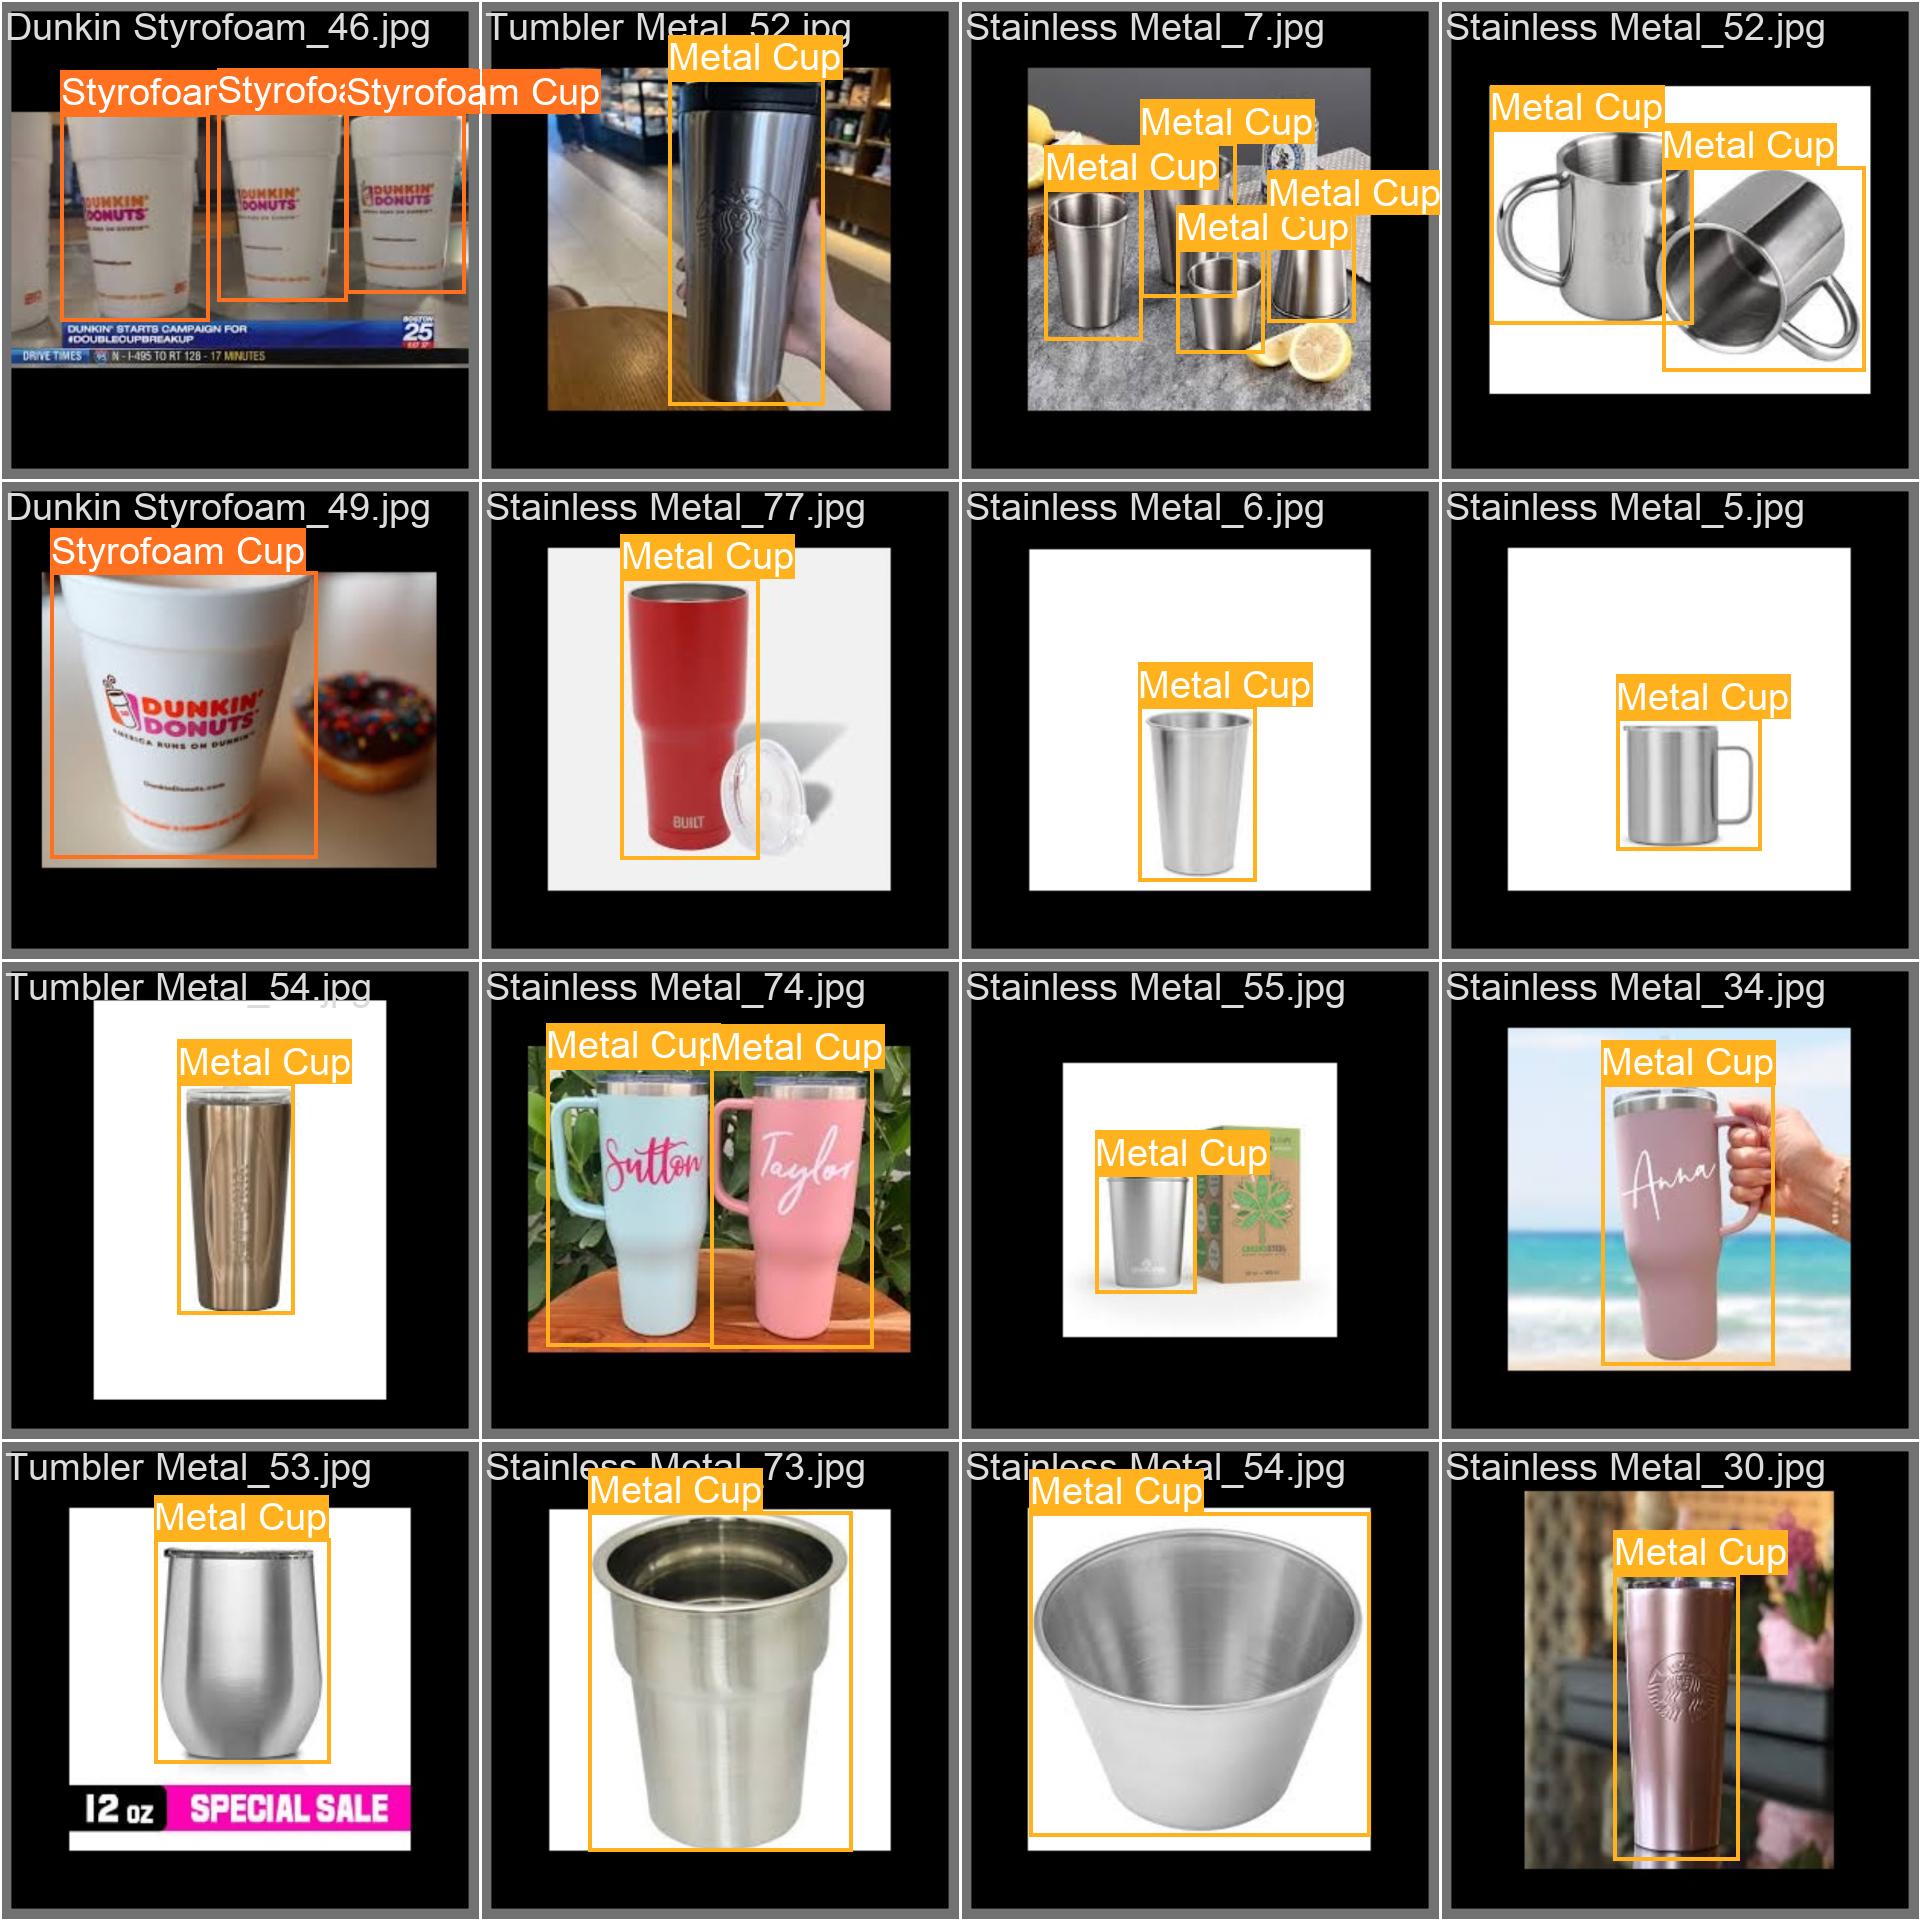 Dunkin Styrofoam_46.jpg
Styrofoam
Styrofoa
Styrofoam Cup
DUNKIN'
DONUTS
DUNKIN'
DONUTS
DUNKIN'
DONUTS
DUNKIN' STARTS CAMPAIGN FOR
#DOUBLECUPBREAKUP
BOSTON
25
DRIVE TIMES 95 N - I-495 TO RT 128 - 17 MINUTES
Tumbler Metal_52.jpg
Metal Cup
Stainless Metal_7.jpg
Metal Cup
Metal Cup
Metal Cup
Metal Cup
Stainless Metal_52.jpg
Metal Cup
Metal Cup
Dunkin Styrofoam_49.jpg
Styrofoam Cup
DUNKIN'
DONUTS
AMERICA RUNS ON DUNKIN'
DunkinDonuts.com
Stainless Metal_77.jpg
Metal Cup
BUILT
Stainless Metal_6.jpg
Metal Cup
Stainless Metal_5.jpg
Metal Cup
Tumbler Metal_54.jpg
Metal Cup
Stainless Metal_74.jpg
Metal Cup
Metal Cup
Sutton
Taylor
Stainless Metal_55.jpg
Metal Cup
GREENSTEEL
Stainless Metal_34.jpg
Metal Cup
Anna
Tumbler Metal_53.jpg
Metal Cup
12 OZ SPECIAL SALE
Stainless Metal_73.jpg
Metal Cup
Stainless Metal_54.jpg
Metal Cup
Stainless Metal_30.jpg
Metal Cup